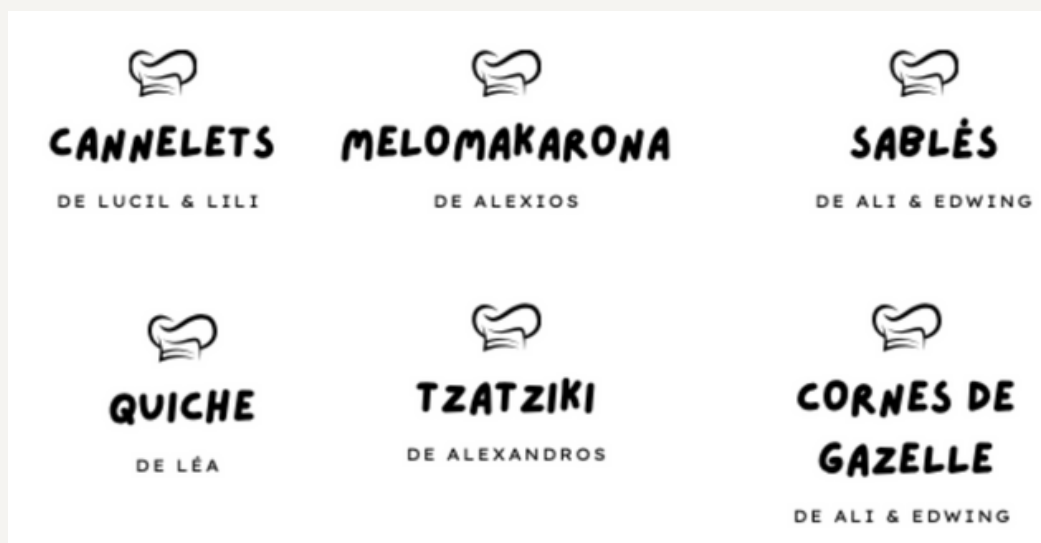 CANNELETS
DE LUCIL & LILI
MELOMAKARONA
DE ALEXIOS
SABLÉS
DE ALI & EDWING
QUICHE
DE LÉA
TZATZIKI
DE ALEXANDROS
CORNES DE
GAZELLE
DE ALI & EDWING